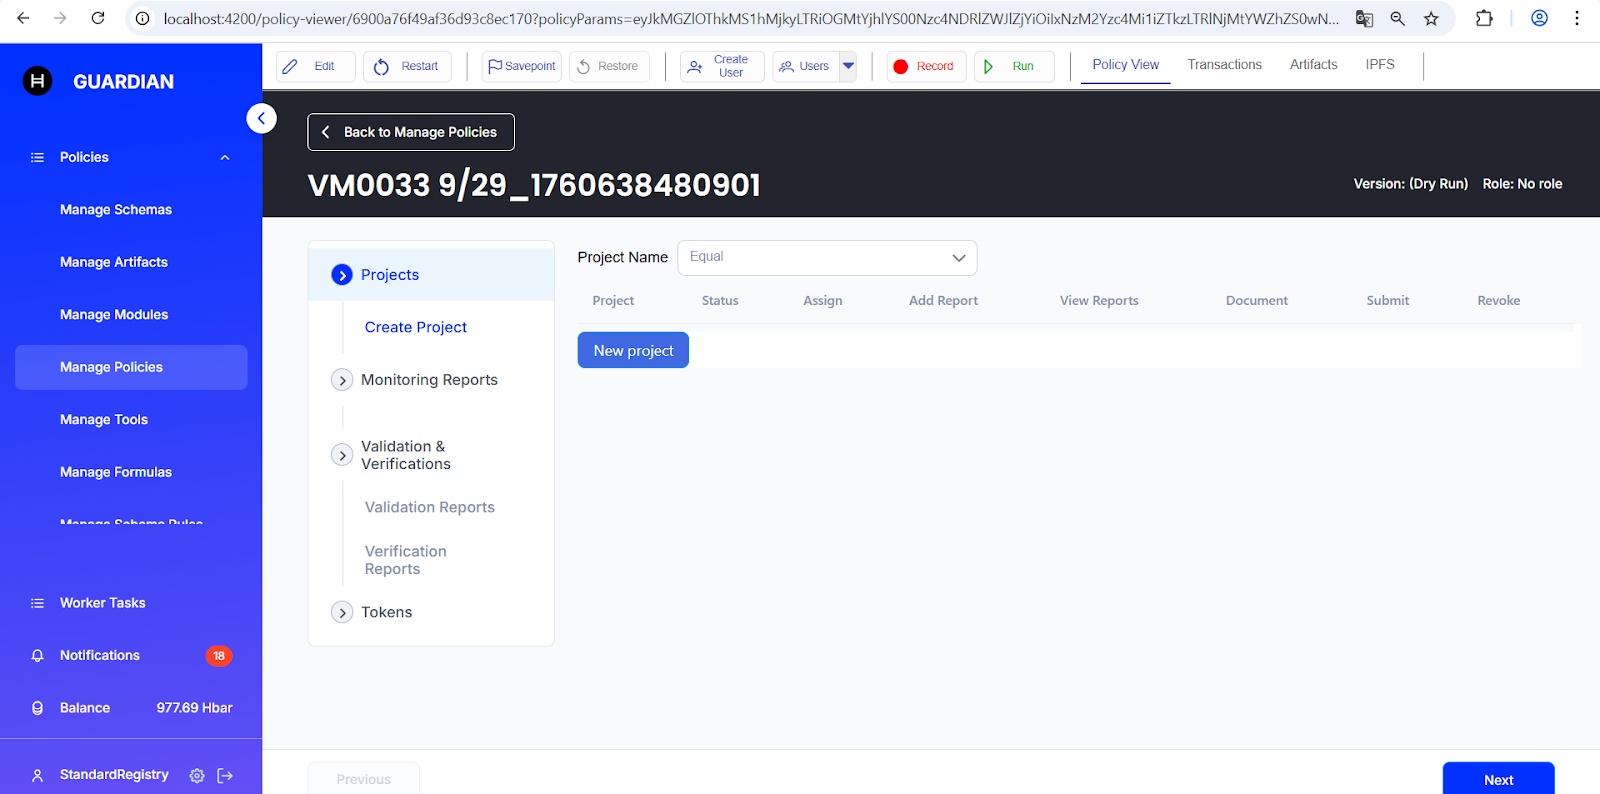 localhost:4200/policy-viewer/6900a76f49af36d93c8ec170?policyParams=eyJkMGZlOThkMS1hMjkyLTRiOGMtYjhlYS00Nzc4NDRlZWJlZjYiOiIxNzM2Yzc4Mi1iZTkzLTRlNjMtYWZhZS0wN...
H GUARDIAN
Edit Restart Savepoint Restore Create User Users Record Run Policy View Transactions Artifacts IPFS
Policies
Manage Schemas
Manage Artifacts
Manage Modules
Manage Policies
Manage Tools
Manage Formulas
Manage Schema Rules
Worker Tasks
Notifications 18
Balance 977.69 Hbar
StandardRegistry
Back to Manage Policies
VM0033 9/29_1760638480901
Version: (Dry Run) Role: No role
Projects
Create Project
Monitoring Reports
Validation &
Verifications
Validation Reports
Verification
Reports
Tokens
Project Name Equal
Project Status Assign Add Report View Reports Document Submit Revoke
New project
Previous Next